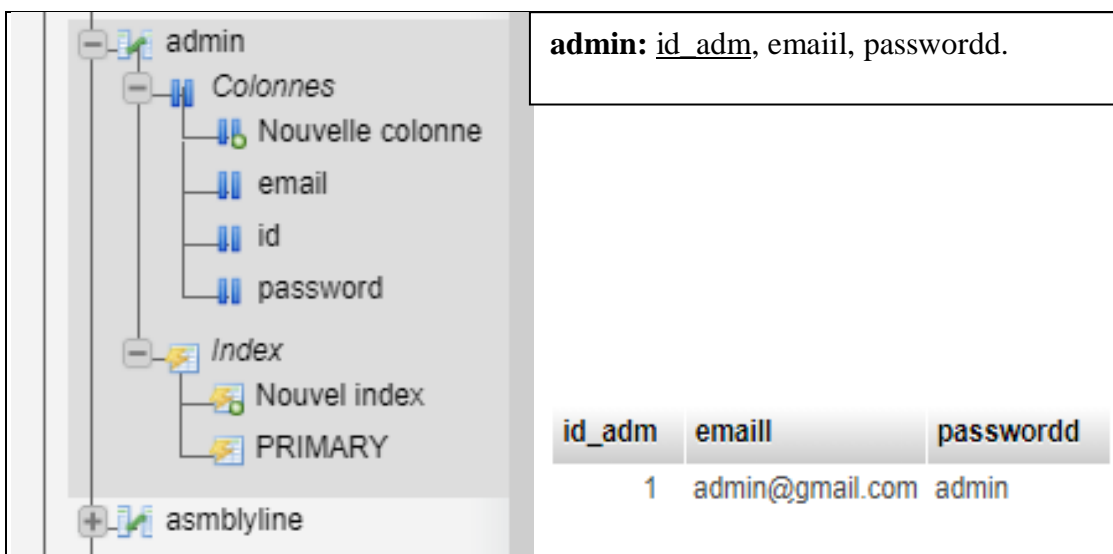 admin
Colonnes
Nouvelle colonne
email
id
password
Index
Nouvel index
PRIMARY
asmblyline
admin: id_adm, emaiil, passwordd.
id_adm emaill passwordd
1 admin@gmail.com admin